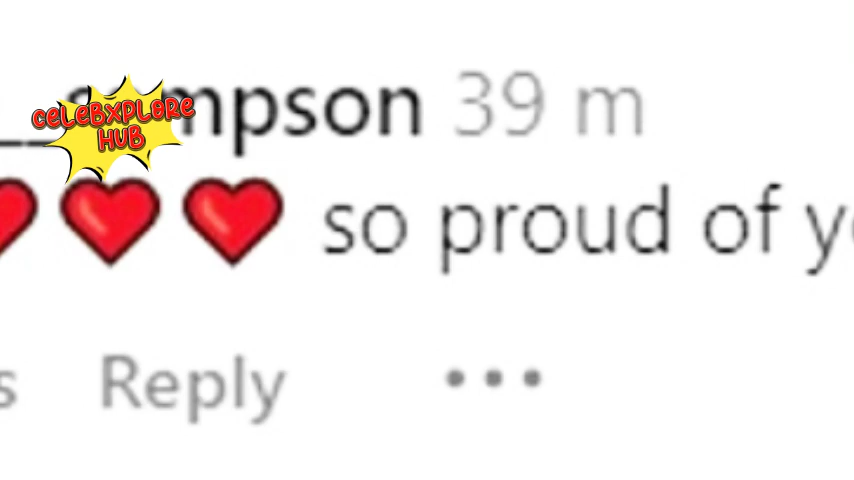 CELEBXPLORE
HUB
mpson 39 m
so proud of
Reply